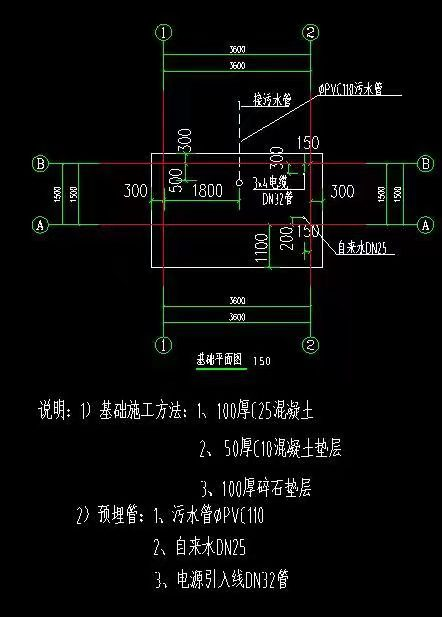 1 2
3600
3600
接污水管 ΦPVC110污水管
300 150
B 300 B
1500 1500 300 500 1800 3x4电缆 300 1500 1500
DN32管
A A
1100 200 150 自来水DN25
3600
3600
1 2
基础平面图 150
说明:1) 基础施工方法:1、100厚C25混凝土
2、50厚C10混凝土垫层
3、100厚碎石垫层
2) 预埋管:1、污水管ØPVC110
2、自来水DN25
3、电源引入线DN32管